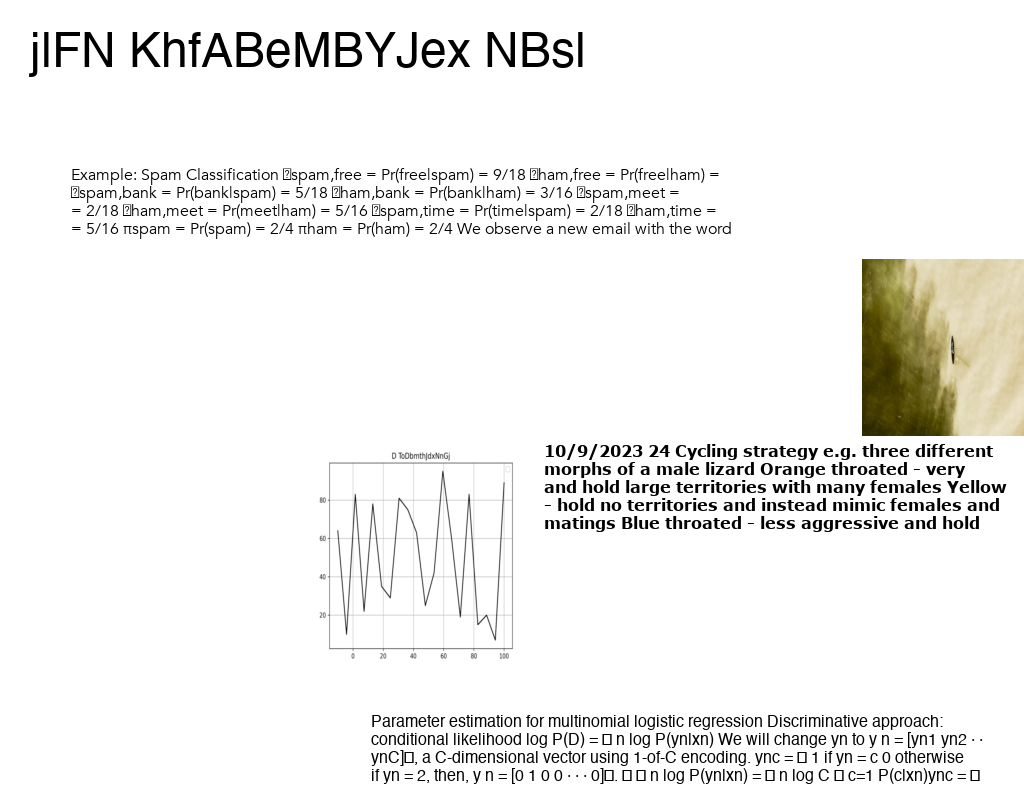 jIFN KhfABeMBYJex NBsl
Example: Spam Classification �spam,free = Pr(free|spam) = 9/18 �ham,free = Pr(free|ham) =
�spam,bank = Pr(bank|spam) = 5/18 �ham,bank = Pr(bank|ham) = 3/16 �spam,meet =
= 2/18 �ham,meet = Pr(meet|ham) = 5/16 �spam,time = Pr(time|spam) = 2/18 �ham,time =
= 5/16 πspam = Pr(spam) = 2/4 πham = Pr(ham) = 2/4 We observe a new email with the word
10/9/2023 24 Cycling strategy e.g. three different
morphs of a male lizard Orange throated – very
and hold large territories with many females Yellow
– hold no territories and instead mimic females and
matings Blue throated – less aggressive and hold
D ToDbmthJdxNnGj
80
60
40
20
0 20 40 60 80 100
Parameter estimation for multinomial logistic regression Discriminative approach:
conditional likelihood log P(D) = � n log P(yn|xn) We will change yn to y n = [yn1 yn2 · ·
ynC]�, a C-dimensional vector using 1-of-C encoding. ync = � 1 if yn = c 0 otherwise
if yn = 2, then, y n = [0 1 0 0 · · · 0]�. � � n log P(yn|xn) = � n log C � c=1 P(c|xn)ync = �